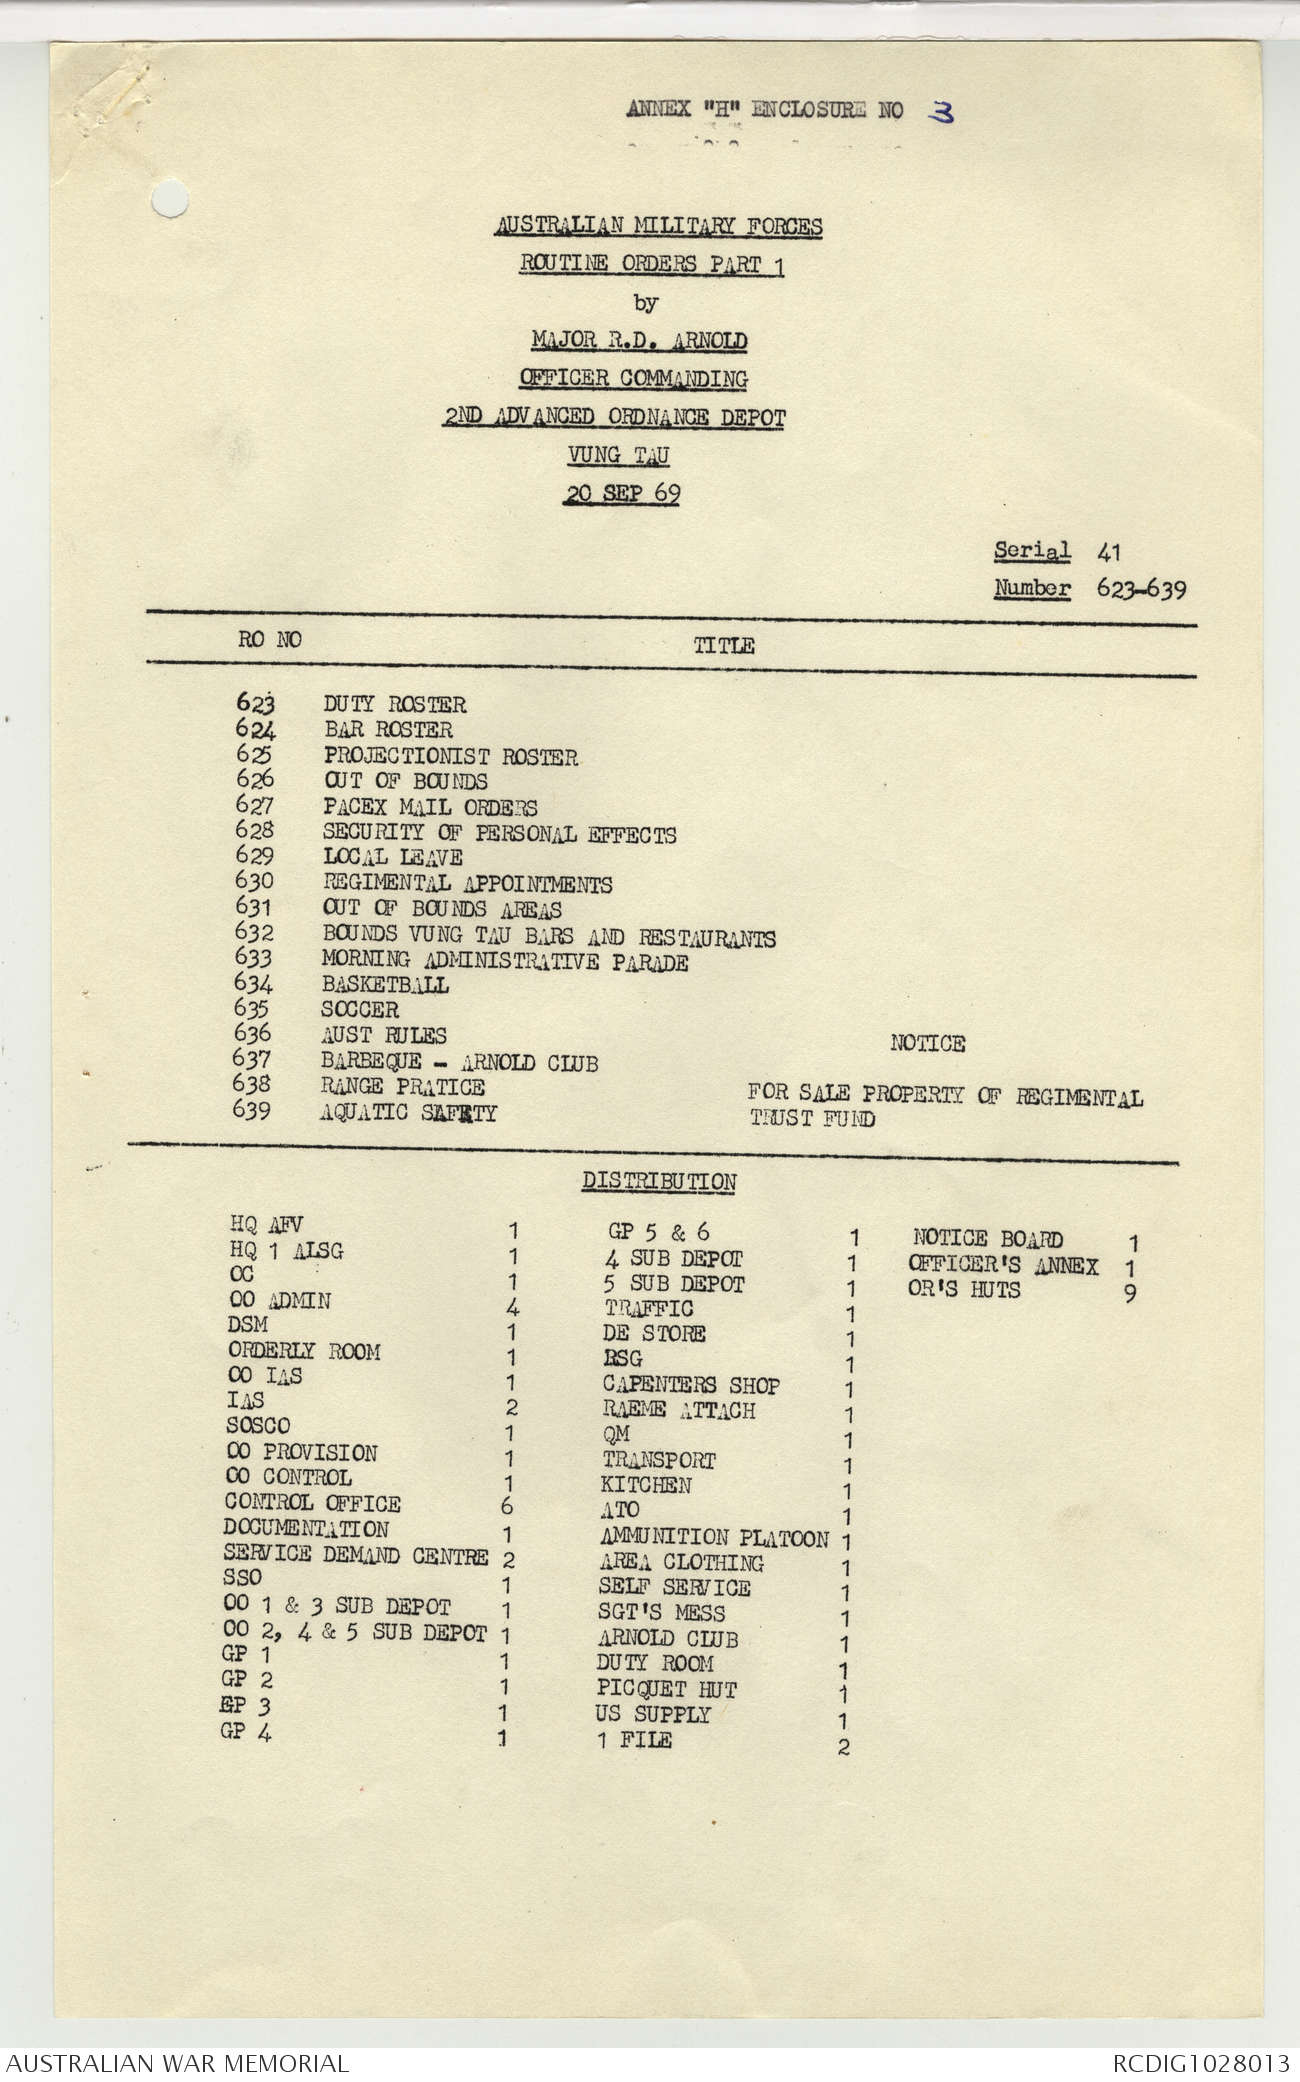 ANNEX "H" ENCLOSURE NO 3
AUSTRALIAN MILITARY FORCES
ROUTINE ORDERS PART 1
by
MAJOR R.D. ARNOLD
OFFICER COMMANDING
2ND ADVANCED ORDNANCE DEPOT
VUNG TAU
20 SEP 69
Serial 41
Number 623-639
RO NO TITLE
623 DUTY ROSTER
624 BAR ROSTER
625 PROJECTIONIST ROSTER
626 OUT OF BOUNDS
627 PACEX MAIL ORDERS
628 SECURITY OF PERSONAL EFFECTS
629 LOCAL LEAVE
630 REGIMENTAL APPOINTMENTS
631 OUT OF BOUNDS AREAS
632 BOUNDS VUNG TAU BARS AND RESTAURANTS
633 MORNING ADMINISTRATIVE PARADE
634 BASKETBALL
635 SOCCER
636 AUST RULES
637 BARBEQUE - ARNOLD CLUB
638 RANGE PRATICE
639 AQUATIC SAFETY
NOTICE
FOR SALE PROPERTY OF REGIMENTAL
TRUST FUND
DISTRIBUTION
HQ AFV 1
HQ 1 ALSG 1
OC 1
OO ADMIN 4
DSM 1
ORDERLY ROOM 1
OO IAS 1
IAS 2
SOSCO 1
OO PROVISION 1
OO CONTROL 1
CONTROL OFFICE 6
DOCUMENTATION 1
SERVICE DEMAND CENTRE 2
SSO 1
OO 1 & 3 SUB DEPOT 1
OO 2, 4 & 5 SUB DEPOT 1
GP 1 1
GP 2 1
GP 3 1
GP 4 1
GP 5 & 6 1
4 SUB DEPOT 1
5 SUB DEPOT 1
TRAFFIC 1
DE STORE 1
RSG 1
CAPENTERS SHOP 1
RAEME ATTACH 1
QM 1
TRANSPORT 1
KITCHEN 1
ATO 1
AMMUNITION PLATOON 1
AREA CLOTHING 1
SELF SERVICE 1
SGT'S MESS 1
ARNOLD CLUB 1
DUTY ROOM 1
PICQUET HUT 1
US SUPPLY 1
1 FILE 2
NOTICE BOARD 1
OFFICER'S ANNEX 1
OR'S HUTS 9
AUSTRALIAN WAR MEMORIAL
RCDIG1028013